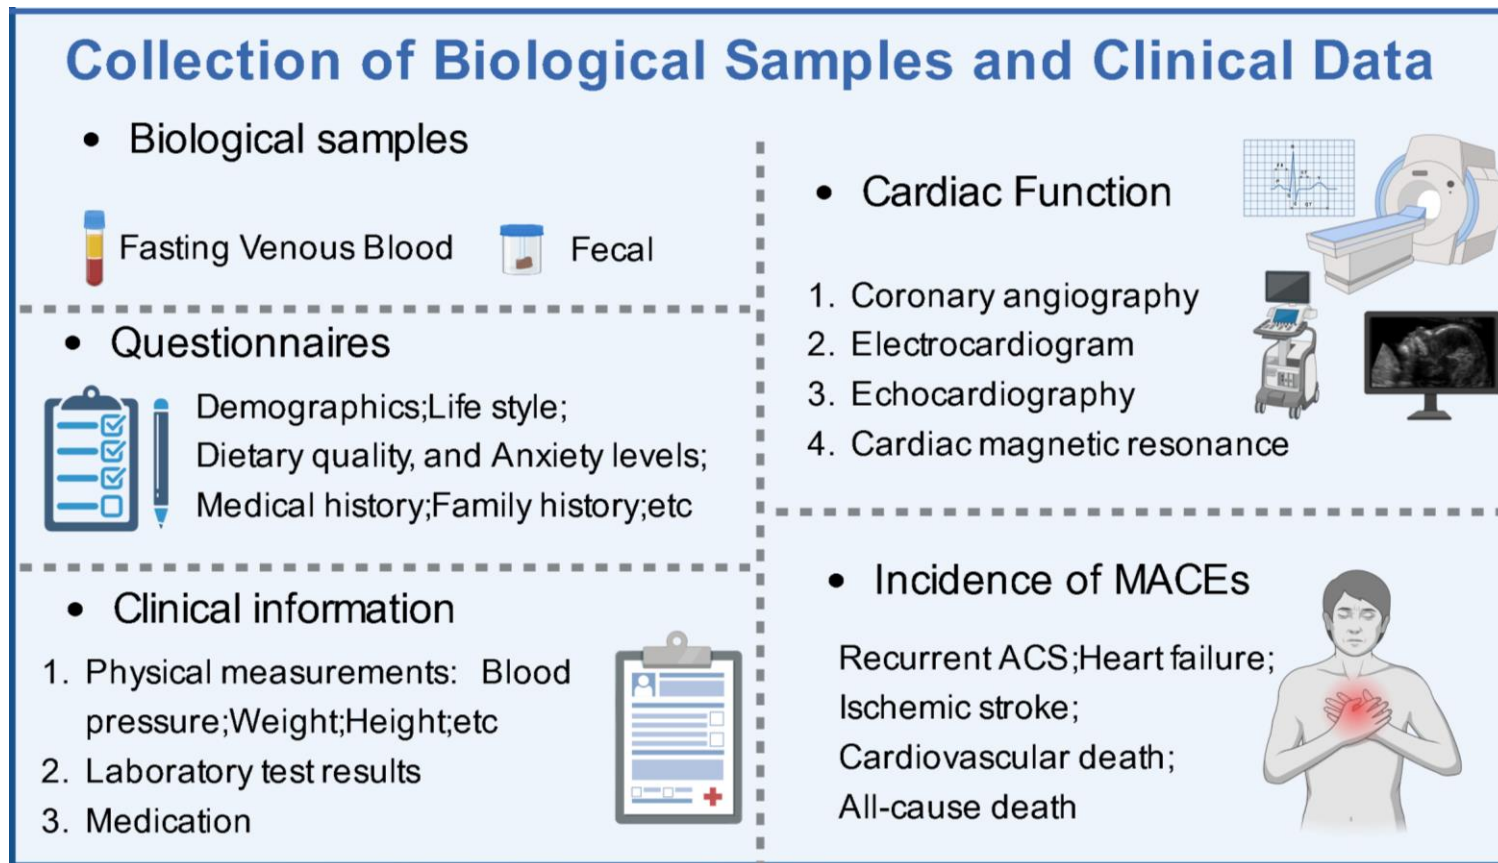 Collection of Biological Samples and Clinical Data
• Biological samples
Fasting Venous Blood
Fecal
• Questionnaires
Demographics;Life style;
Dietary quality, and Anxiety levels;
Medical history;Family history;etc
• Clinical information
1. Physical measurements: Blood
pressure;Weight;Height;etc
2. Laboratory test results
3. Medication
• Cardiac Function
1. Coronary angiography
2. Electrocardiogram
3. Echocardiography
4. Cardiac magnetic resonance
• Incidence of MACEs
Recurrent ACS;Heart failure;
Ischemic stroke;
Cardiovascular death;
All-cause death